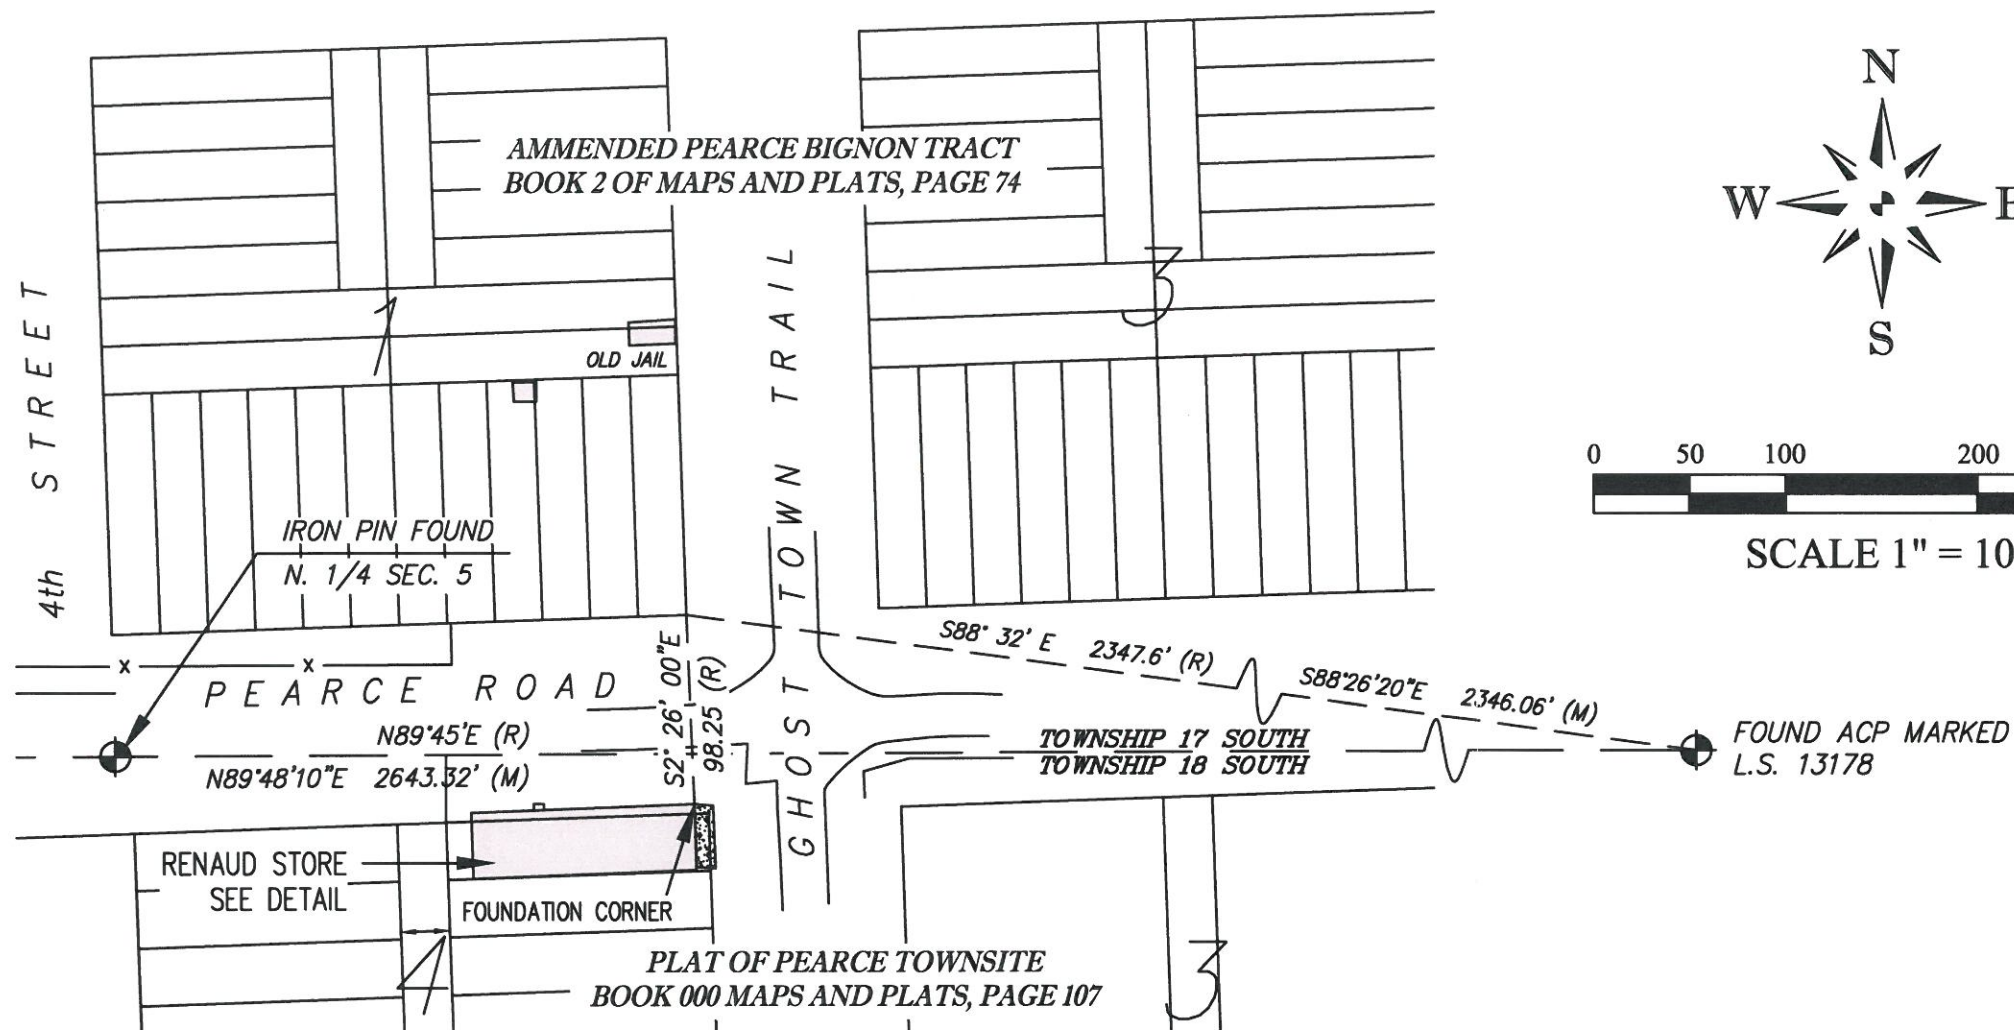 AMMENDED PEARCE BIGNON TRACT
BOOK 2 OF MAPS AND PLATS, PAGE 74
N
W
E
S
4th STREET
1
3
OLD JAIL
GHOST TOWN TRAIL
0 50 100 200
SCALE 1" = 10
IRON PIN FOUND
N. 1/4 SEC. 5
PEARCE ROAD
S2° 26' 00"E
98.25 (R)
S88° 32' E 2347.6' (R)
S88°26'20"E 2346.06' (M)
N89°45'E (R)
N89°48'10"E 2643.32' (M)
TOWNSHIP 17 SOUTH
TOWNSHIP 18 SOUTH
FOUND ACP MARKED
L.S. 13178
RENAUD STORE
SEE DETAIL
FOUNDATION CORNER
4
3
PLAT OF PEARCE TOWNSITE
BOOK 000 MAPS AND PLATS, PAGE 107